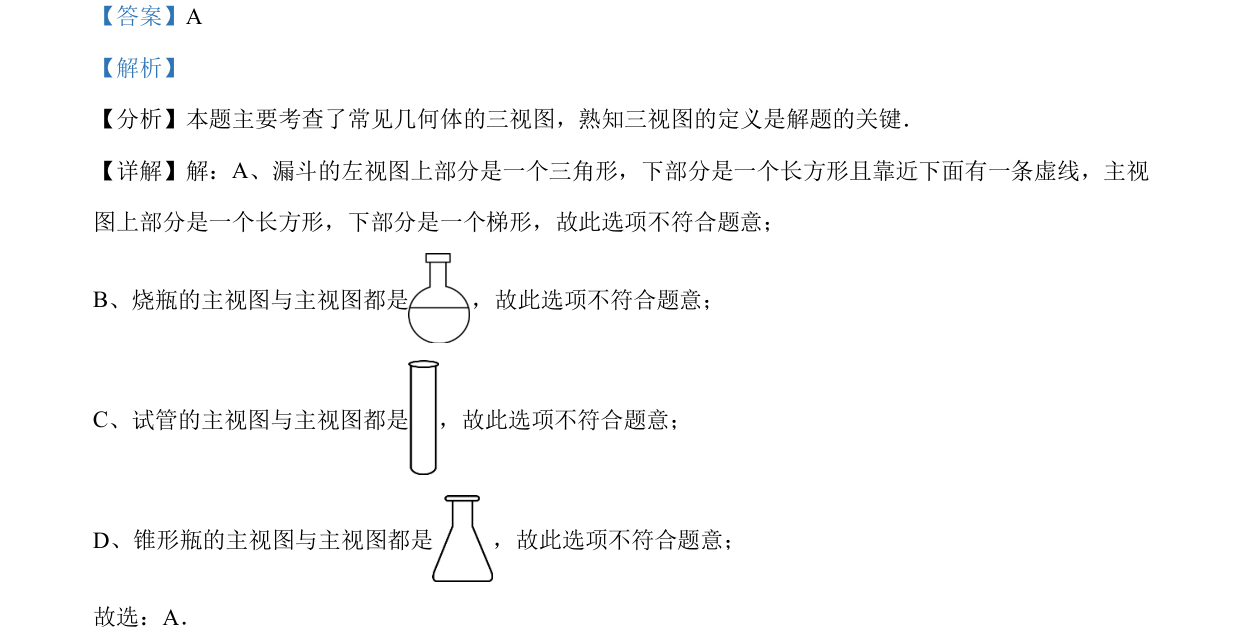 【答案】A
【解析】
【分析】本题主要考查了常见几何体的三视图，熟知三视图的定义是解题的关键．
【详解】解：A、漏斗的左视图上部分是一个三角形，下部分是一个长方形且靠近下面有一条虚线，主视
图上部分是一个长方形，下部分是一个梯形，故此选项不符合题意；
B、烧瓶的主视图与主视图都是，故此选项不符合题意；
C、试管的主视图与主视图都是，故此选项不符合题意；
D、锥形瓶的主视图与主视图都是，故此选项不符合题意；
故选：A．